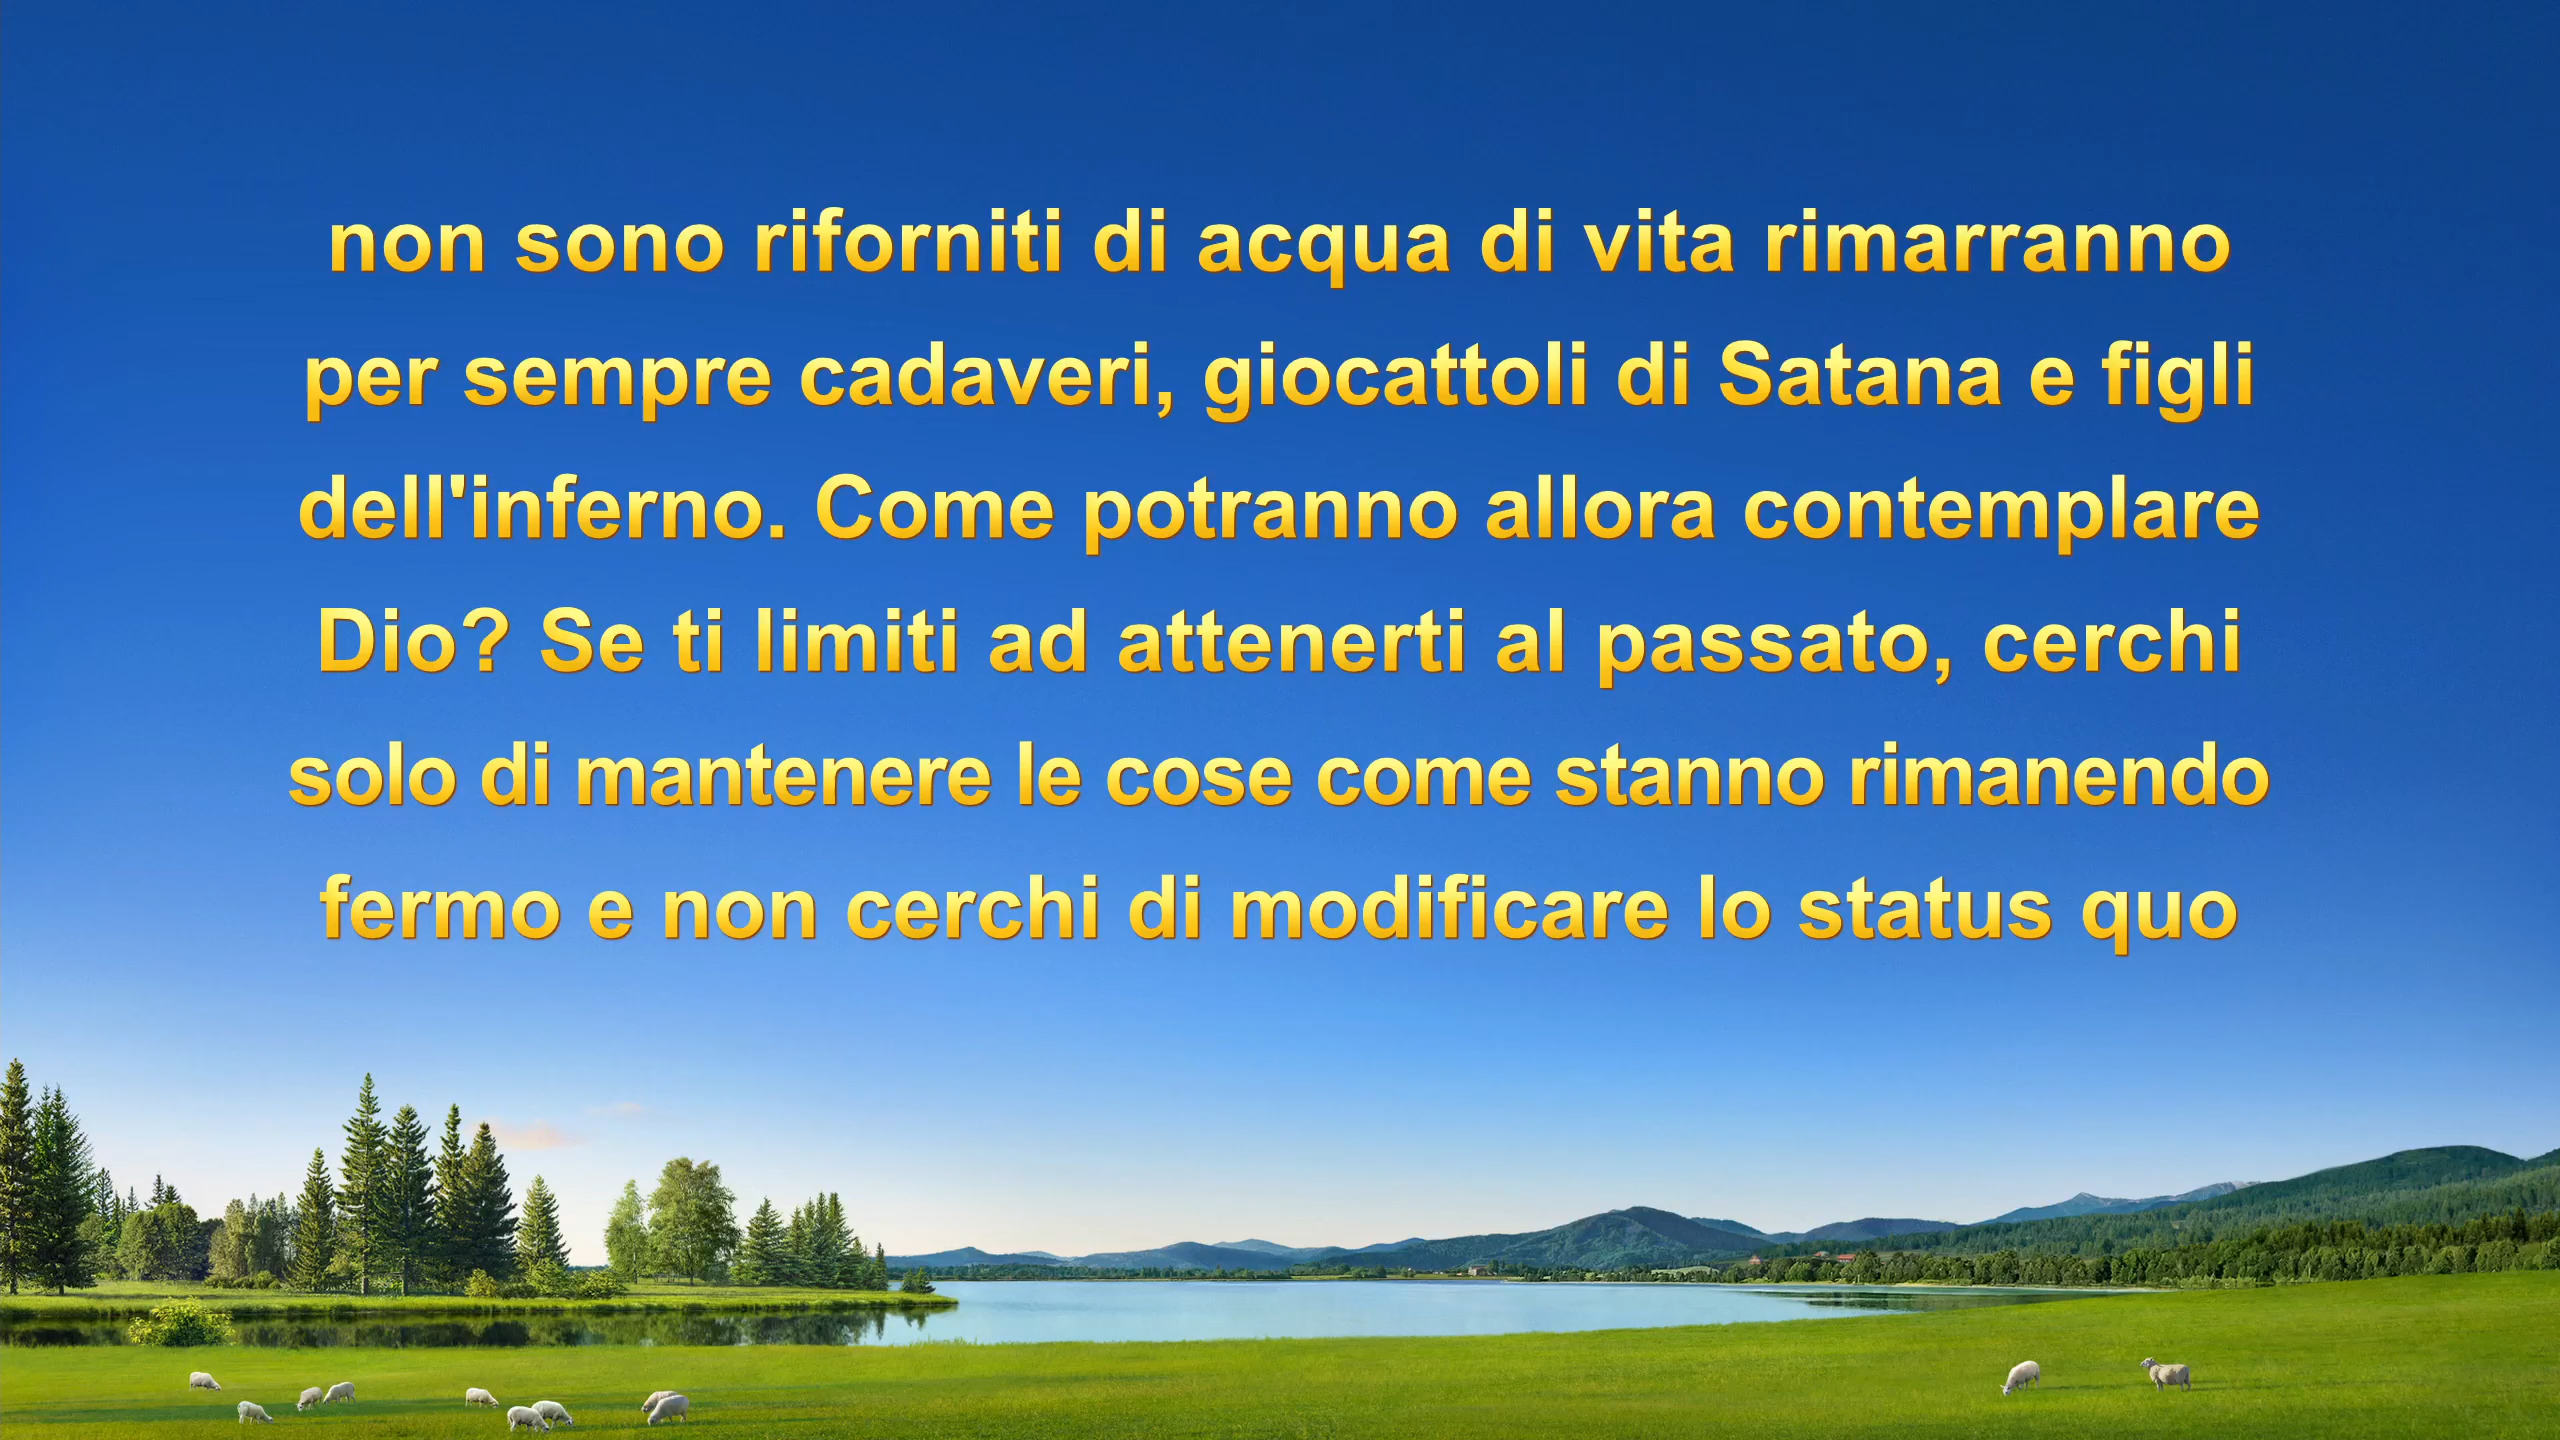 non sono riforniti di acqua di vita rimarranno
per sempre cadaveri, giocattoli di Satana e figli
dell'inferno. Come potranno allora contemplare
Dio? Se ti limiti ad attenerti al passato, cerchi
solo di mantenere le cose come stanno rimanendo
fermo e non cerchi di modificare lo status quo